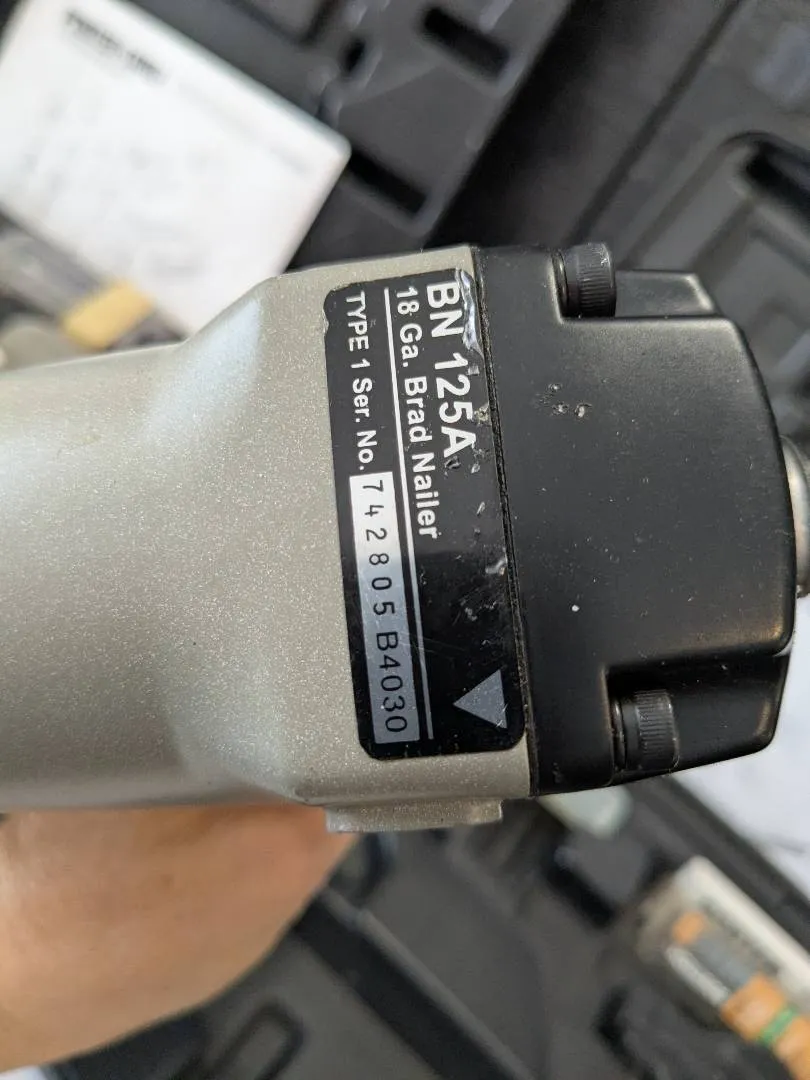 BN 125A
18 Ga. Brad Nailer
TYPE 1 Ser. No. 742805 B4030